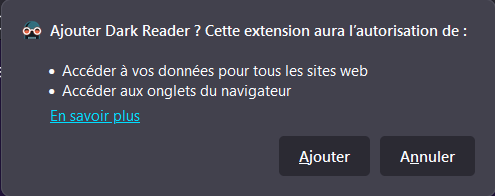 Ajouter Dark Reader ? Cette extension aura l’autorisation de :
• Accéder à vos données pour tous les sites web
• Accéder aux onglets du navigateur
En savoir plus
Ajouter Annuler